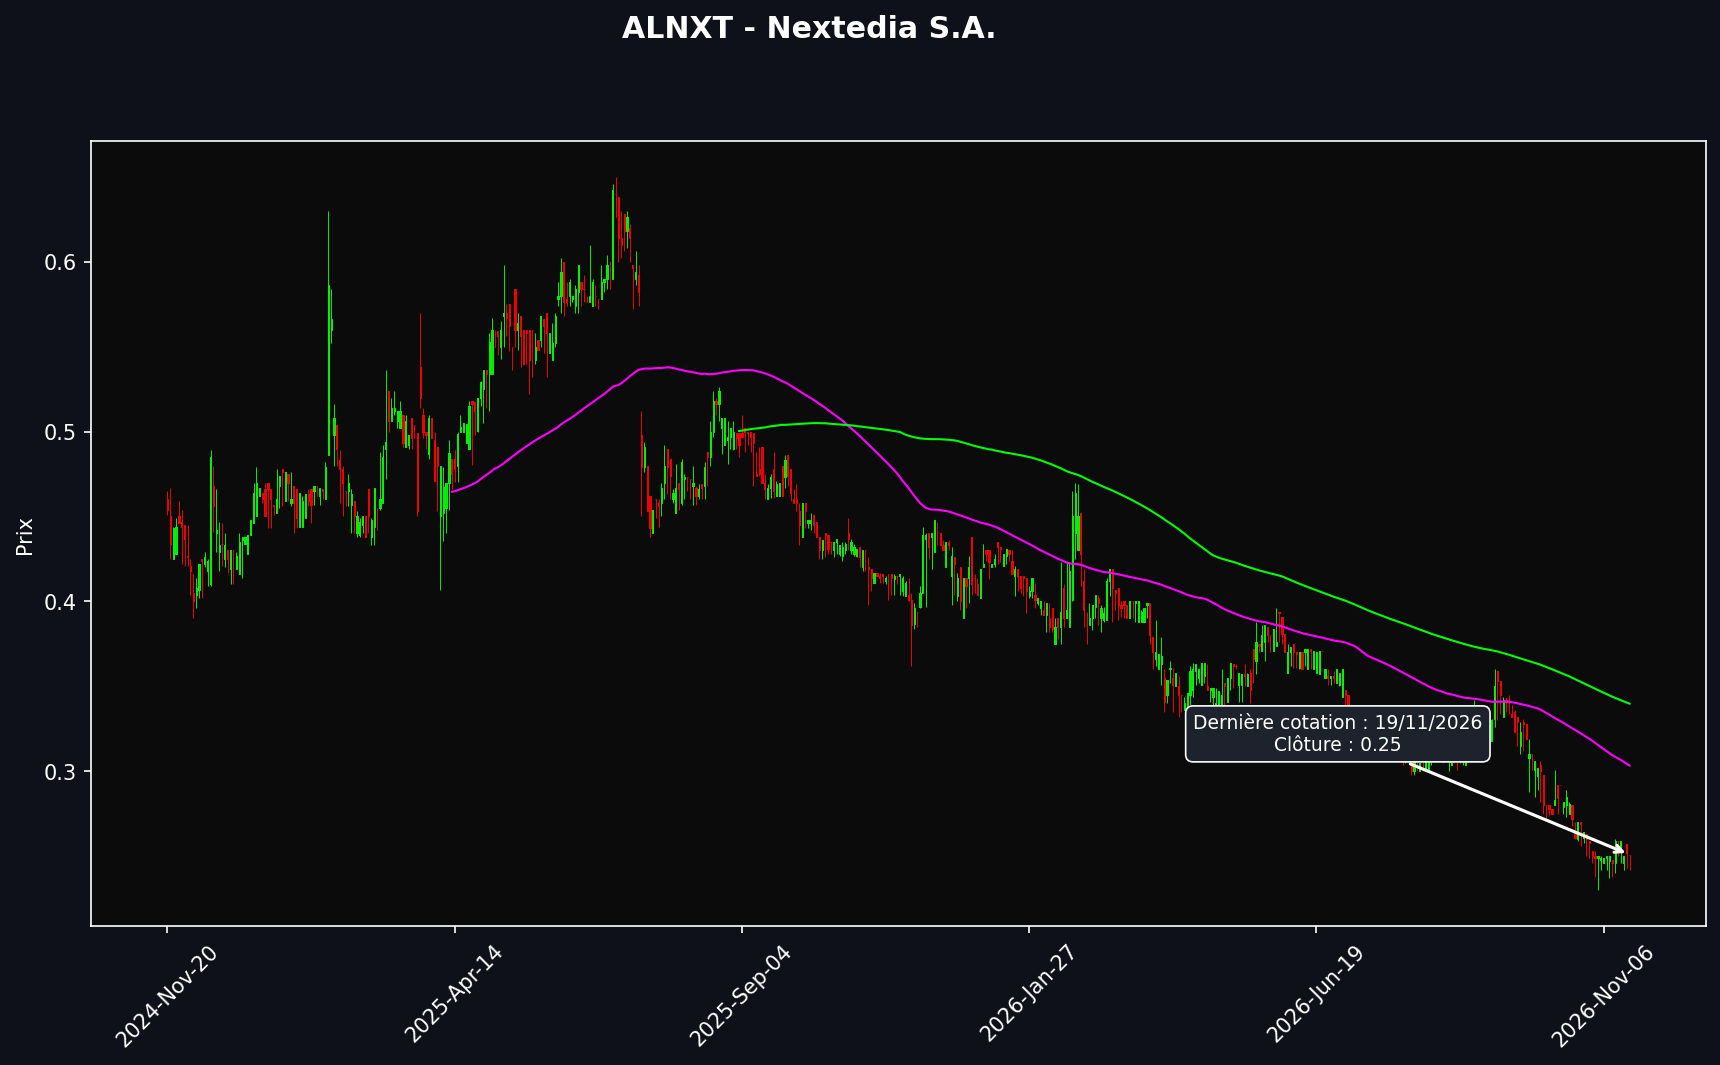 ALNXT - Nextedia S.A.
Prix
0.6
0.5
0.4
0.3
Dernière cotation : 19/11/2026
Clôture : 0.25
2024-Nov-20
2025-Apr-14
2025-Sep-04
2026-Jan-27
2026-Jun-19
2026-Nov-06